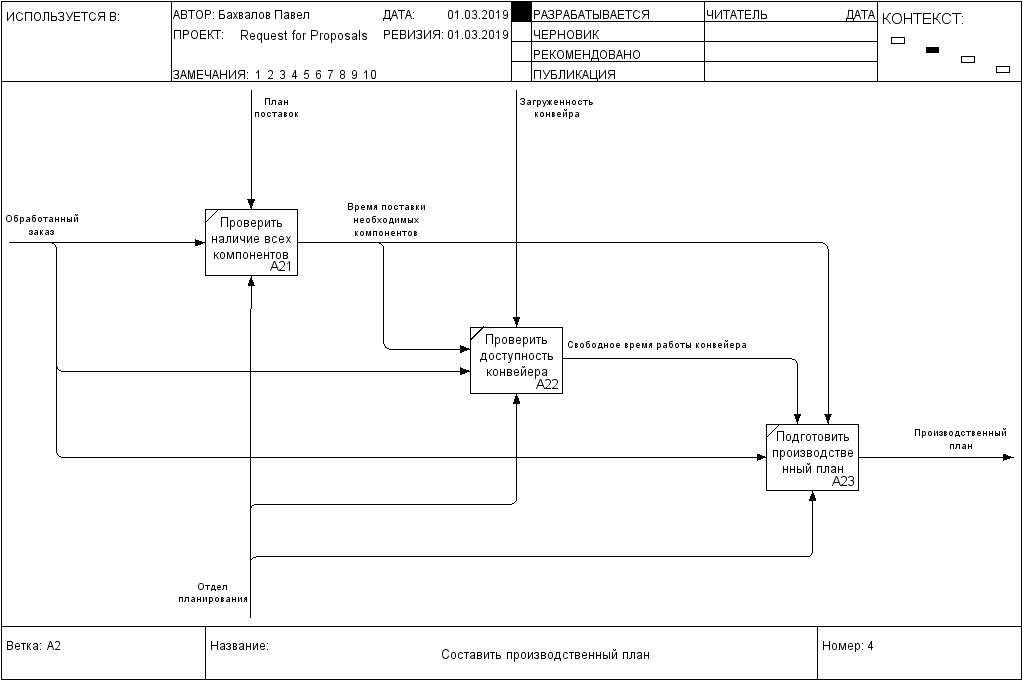 ИСПОЛЬЗУЕТСЯ В:
АВТОР: Бахвалов Павел
ДАТА: 01.03.2019
ПРОЕКТ: Request for Proposals
РЕВИЗИЯ: 01.03.2019
ЗАМЕЧАНИЯ: 1 2 3 4 5 6 7 8 9 10
РАЗРАБАТЫВАЕТСЯ
ЧЕРНОВИК
РЕКОМЕНДОВАНО
ПУБЛИКАЦИЯ
ЧИТАТЕЛЬ ДАТА
КОНТЕКСТ:
План
поставок
Загруженность
конвейра
Обработанный
заказ
Проверить
наличие всех
компонентов
A21
Время поставки
необходимых
компонентов
Проверить
доступность
конвейера
A22
Свободное время работы конвейера
Подготовить
производстве
нный план
A23
Производственный
план
Отдел
планирования
Ветка: A2
Название:
Составить производственный план
Номер: 4